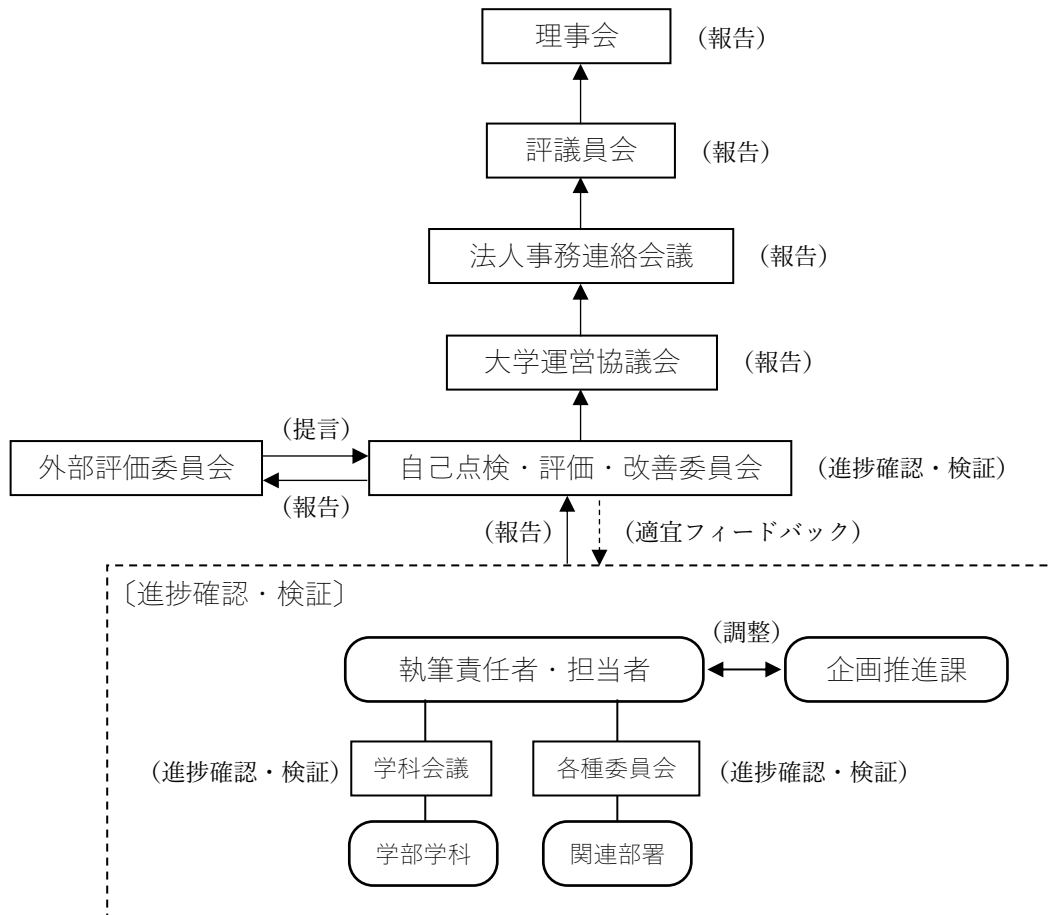 理事会 (報告)
評議員会 (報告)
法人事務連絡会議 (報告)
大学運営協議会 (報告)
(提言)
外部評価委員会 自己点検・評価・改善委員会 (進捗確認・検証)
(報告)
(報告) (適宜フィードバック)
〔進捗確認・検証〕
(調整)
執筆責任者・担当者 企画推進課
(進捗確認・検証) 学科会議 各種委員会 (進捗確認・検証)
学部学科 関連部署